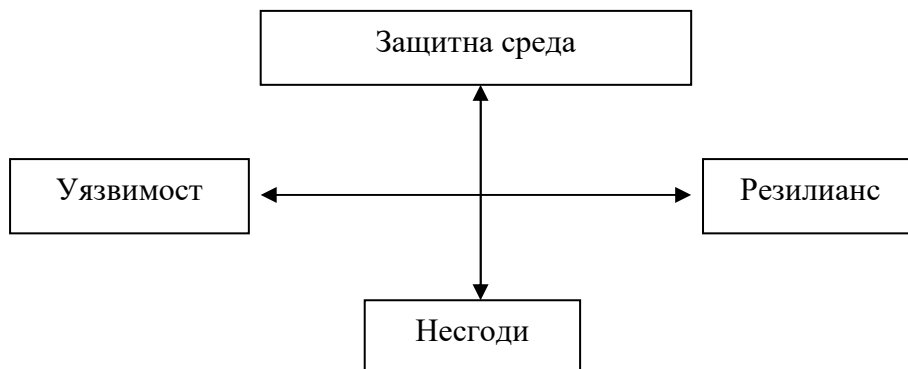 Защитна среда
Уязвимост
Резилианс
Несгоди